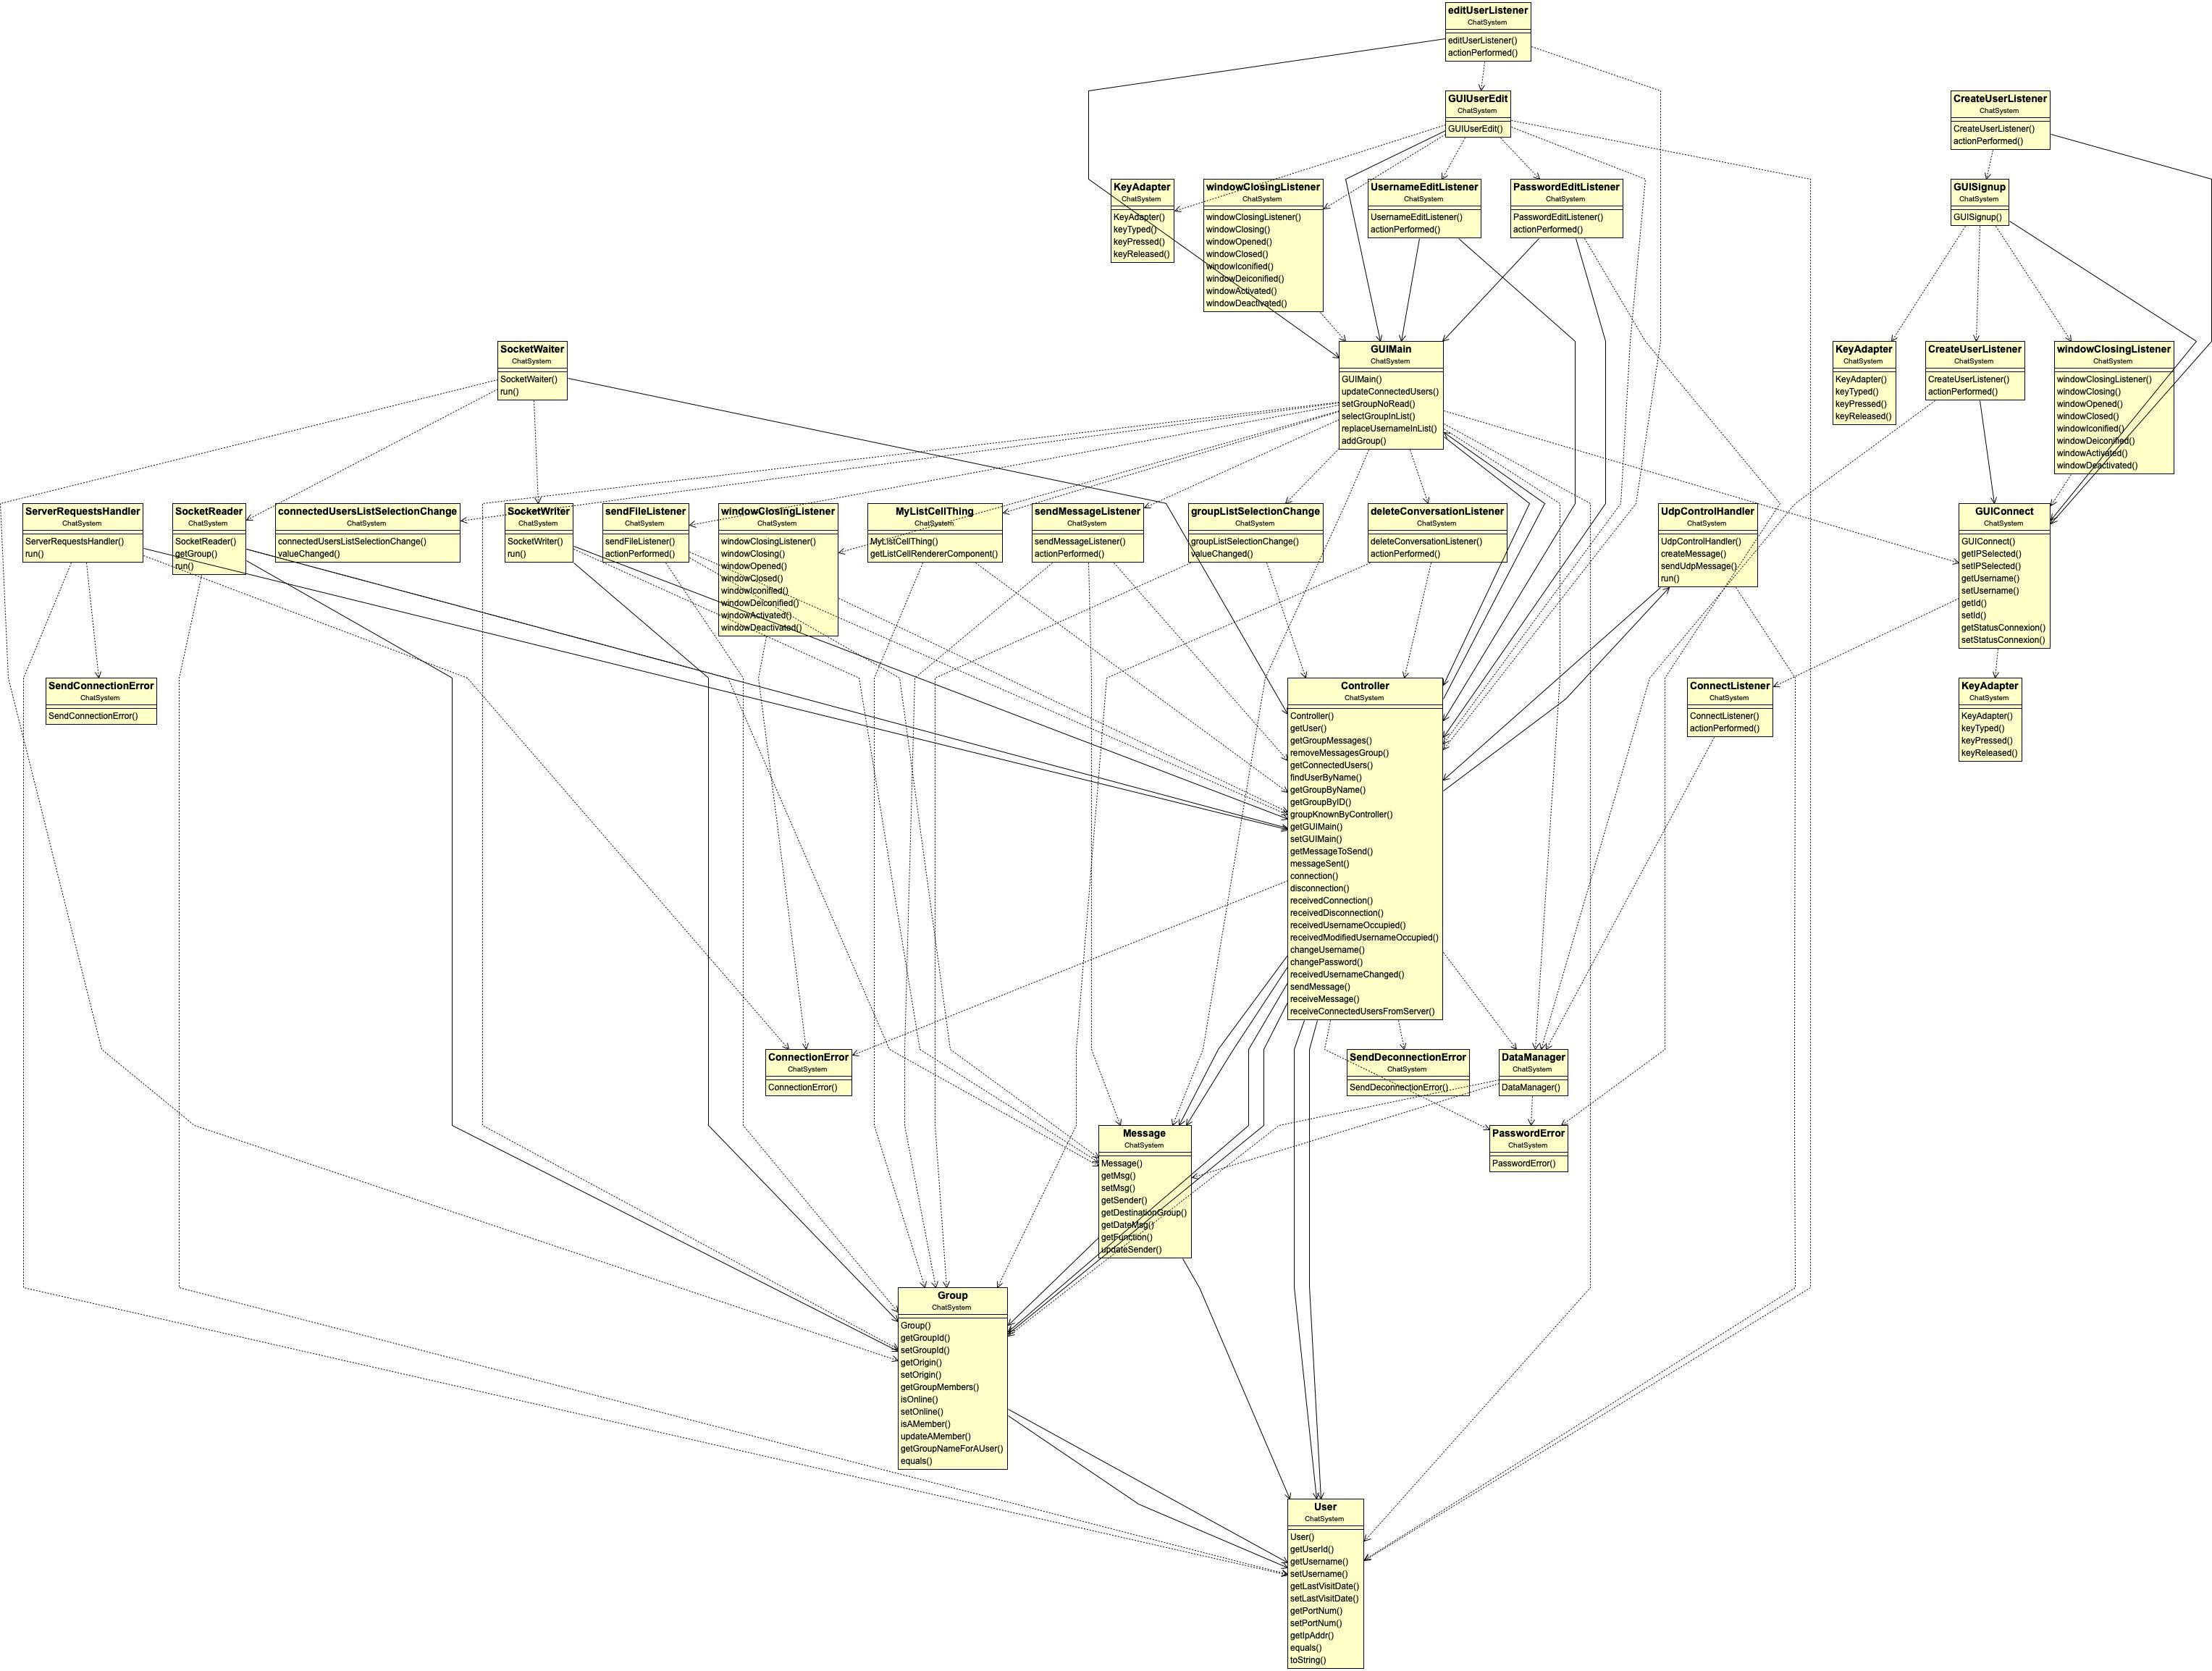 editUserListener
ChatSystem
editUserListener()
actionPerformed()
GUIUserEdit
ChatSystem
GUIUserEdit()
CreateUserListener
ChatSystem
CreateUserListener()
actionPerformed()
KeyAdapter
ChatSystem
KeyAdapter()
keyTyped()
keyPressed()
keyReleased()
windowClosingListener
ChatSystem
windowClosingListener()
windowClosing()
windowOpened()
windowClosed()
windowIconified()
windowDeiconified()
windowActivated()
windowDeactivated()
UsernameEditListener
ChatSystem
UsernameEditListener()
actionPerformed()
PasswordEditListener
ChatSystem
PasswordEditListener()
actionPerformed()
GUISignup
ChatSystem
GUISignup()
SocketWaiter
ChatSystem
SocketWaiter()
run()
GUIMain
ChatSystem
GUIMain()
updateConnectedUsers()
setGroupNoRead()
selectGroupInList()
replaceUsernameInList()
addGroup()
KeyAdapter
ChatSystem
KeyAdapter()
keyTyped()
keyPressed()
keyReleased()
CreateUserListener
ChatSystem
CreateUserListener()
actionPerformed()
windowClosingListener
ChatSystem
windowClosingListener()
windowClosing()
windowOpened()
windowClosed()
windowIconified()
windowDeiconified()
windowActivated()
windowDeactivated()
ServerRequestsHandler
ChatSystem
ServerRequestsHandler()
run()
SocketReader
ChatSystem
SocketReader()
getGroup()
run()
connectedUsersListSelectionChange
ChatSystem
connectedUsersListSelectionChange()
valueChanged()
SocketWriter
ChatSystem
SocketWriter()
run()
sendFileListener
ChatSystem
sendFileListener()
actionPerformed()
windowClosingListener
ChatSystem
windowClosingListener()
windowClosing()
windowOpened()
windowClosed()
windowIconified()
windowDeiconified()
windowActivated()
windowDeactivated()
MyListCellThing
ChatSystem
MyListCellThing()
getListCellRendererComponent()
sendMessageListener
ChatSystem
sendMessageListener()
actionPerformed()
groupListSelectionChange
ChatSystem
groupListSelectionChange()
valueChanged()
deleteConversationListener
ChatSystem
deleteConversationListener()
actionPerformed()
UdpControlHandler
ChatSystem
UdpControlHandler()
createMessage()
sendUdpMessage()
run()
GUIConnect
ChatSystem
GUIConnect()
getIPSelected()
setIPSelected()
getUsername()
setUsername()
getId()
setId()
getStatusConnexion()
setStatusConnexion()
SendConnectionError
ChatSystem
SendConnectionError()
Controller
ChatSystem
Controller()
getUser()
getGroupMessages()
removeMessagesGroup()
getConnectedUsers()
findUserByName()
getGroupByName()
getGroupByID()
groupKnownByController()
getGUIMain()
setGUIMain()
getMessageToSend()
messageSent()
connection()
disconnection()
receivedConnection()
receivedDisconnection()
receivedUsernameOccupied()
receivedModifiedUsernameOccupied()
changeUsername()
changePassword()
receivedUsernameChanged()
sendMessage()
receiveMessage()
receiveConnectedUsersFromServer()
ConnectListener
ChatSystem
ConnectListener()
actionPerformed()
KeyAdapter
ChatSystem
KeyAdapter()
keyTyped()
keyPressed()
keyReleased()
ConnectionError
ChatSystem
ConnectionError()
SendDeconnectionError
ChatSystem
SendDeconnectionError()
DataManager
ChatSystem
DataManager()
Message
ChatSystem
Message()
getMsg()
setMsg()
getSender()
getDestinationGroup()
getDateMsg()
getFunction()
updateSender()
PasswordError
ChatSystem
PasswordError()
Group
ChatSystem
Group()
getGroupId()
setGroupId()
getOrigin()
setOrigin()
getGroupMembers()
isOnline()
setOnline()
isAMember()
updateAMember()
getGroupNameForAUser()
equals()
User
ChatSystem
User()
getUserId()
getUsername()
setUsername()
getLastVisitDate()
setLastVisitDate()
getPortNum()
setPortNum()
getIpAddr()
equals()
toString()